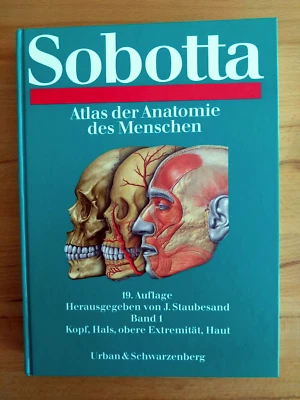 Sobotta
Atlas der Anatomie
des Menschen
19. Auflage
Herausgegeben von J. Staubesand
Band 1
Kopf, Hals, obere Extremität, Haut
Urban & Schwarzenberg